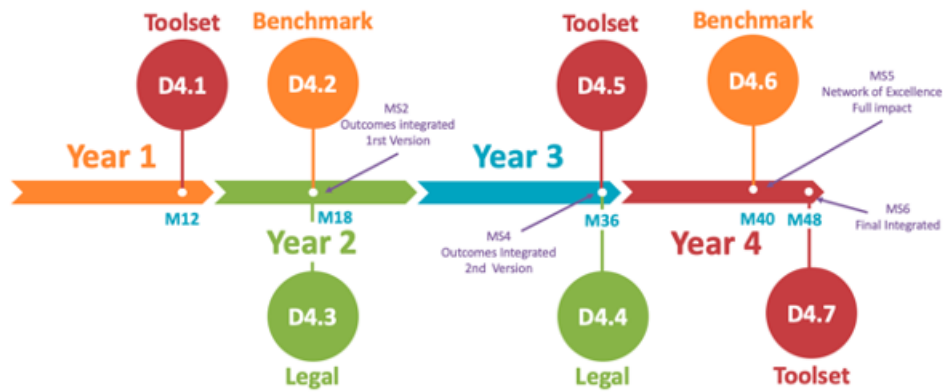 Toolset
Benchmark
Toolset
Benchmark
D4.1
D4.2
D4.5
D4.6
MS5
Network of Excellence
Full impact
MS2
Outcomes integrated
1rst Version
Year 1
Year 3
M12
M18
M36
M40
M48
MS4
Outcomes Integrated
2nd Version
MS6
Final Integrated
Year 2
Year 4
D4.3
D4.4
D4.7
Legal
Legal
Toolset